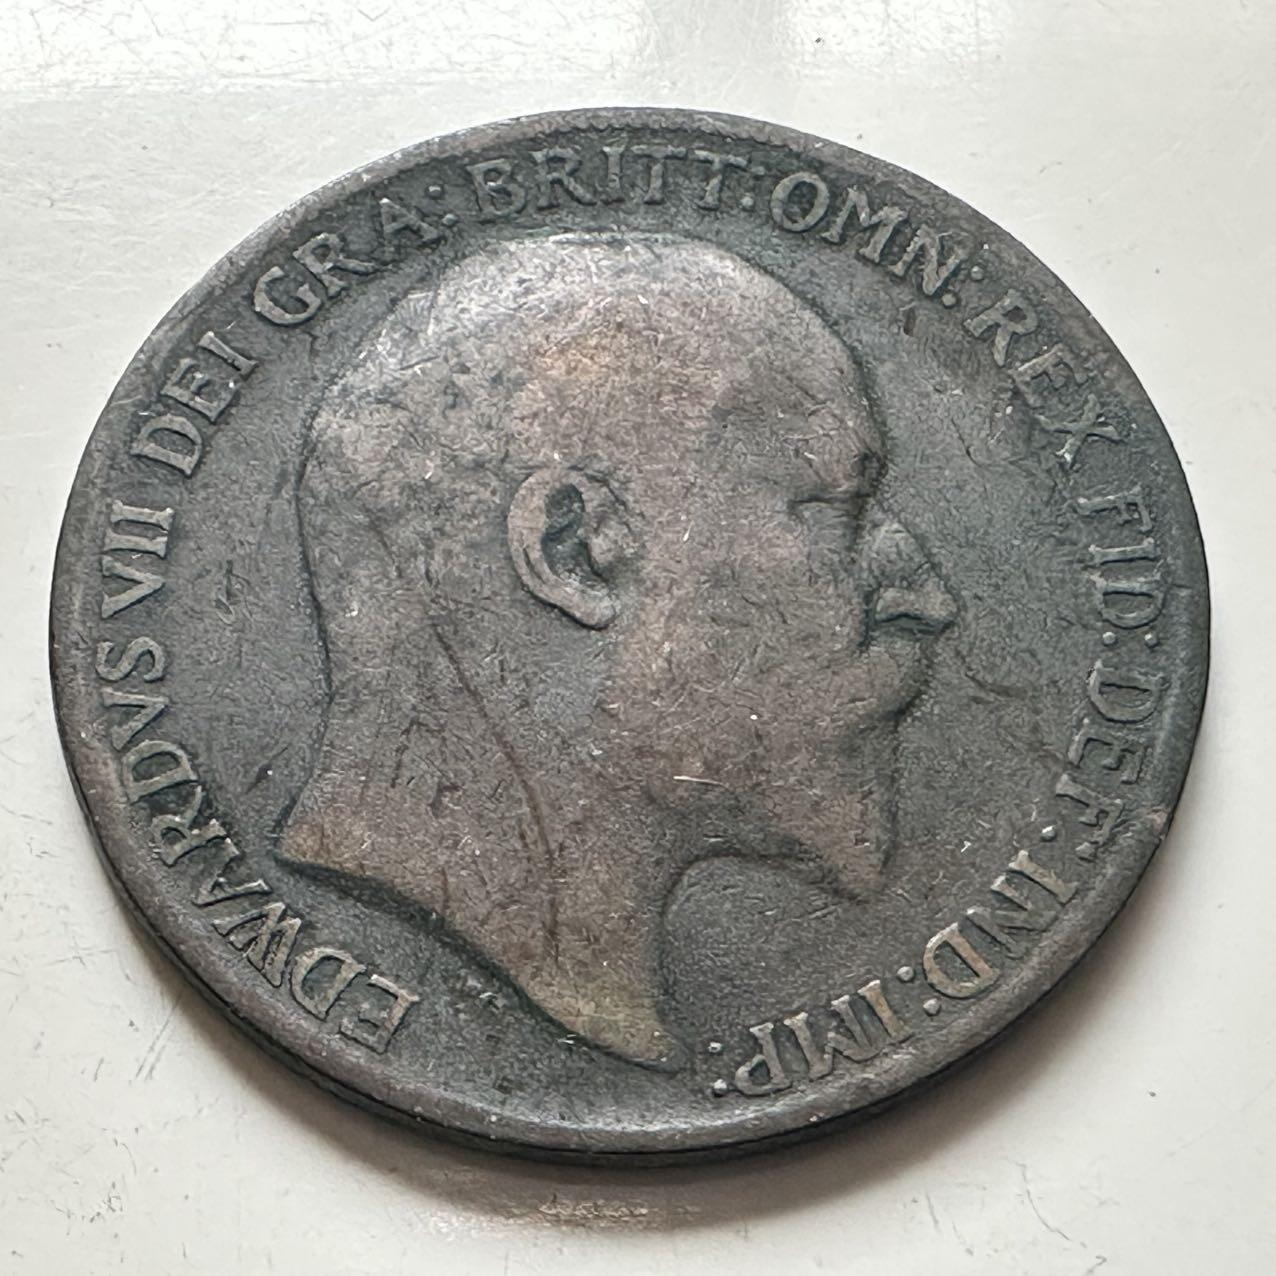 EDWARDVS VII DEI GRA: BRITT: OMN: REX FID: DEF: IND: IMP: